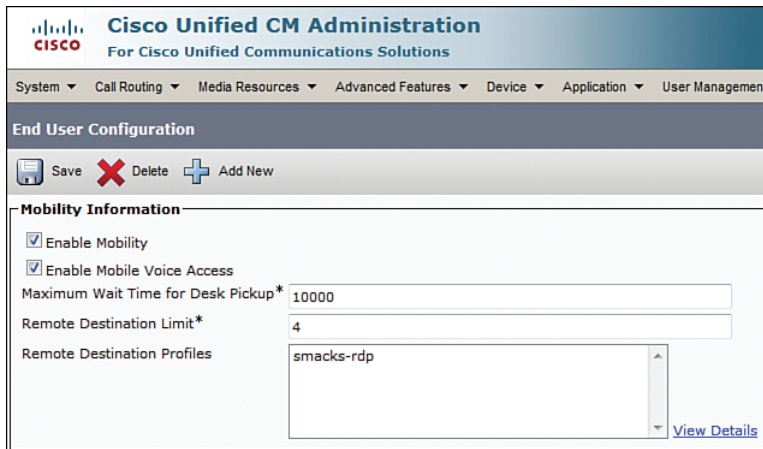 Cisco Unified CM Administration
CISCO
For Cisco Unified Communications Solutions
System Call Routing Media Resources Advanced Features Device Application User Managemen
End User Configuration
Save Delete Add New
Mobility Information
Enable Mobility
Enable Mobile Voice Access
Maximum Wait Time for Desk Pickup* 10000
Remote Destination Limit* 4
Remote Destination Profiles smacks-rdp
View Details